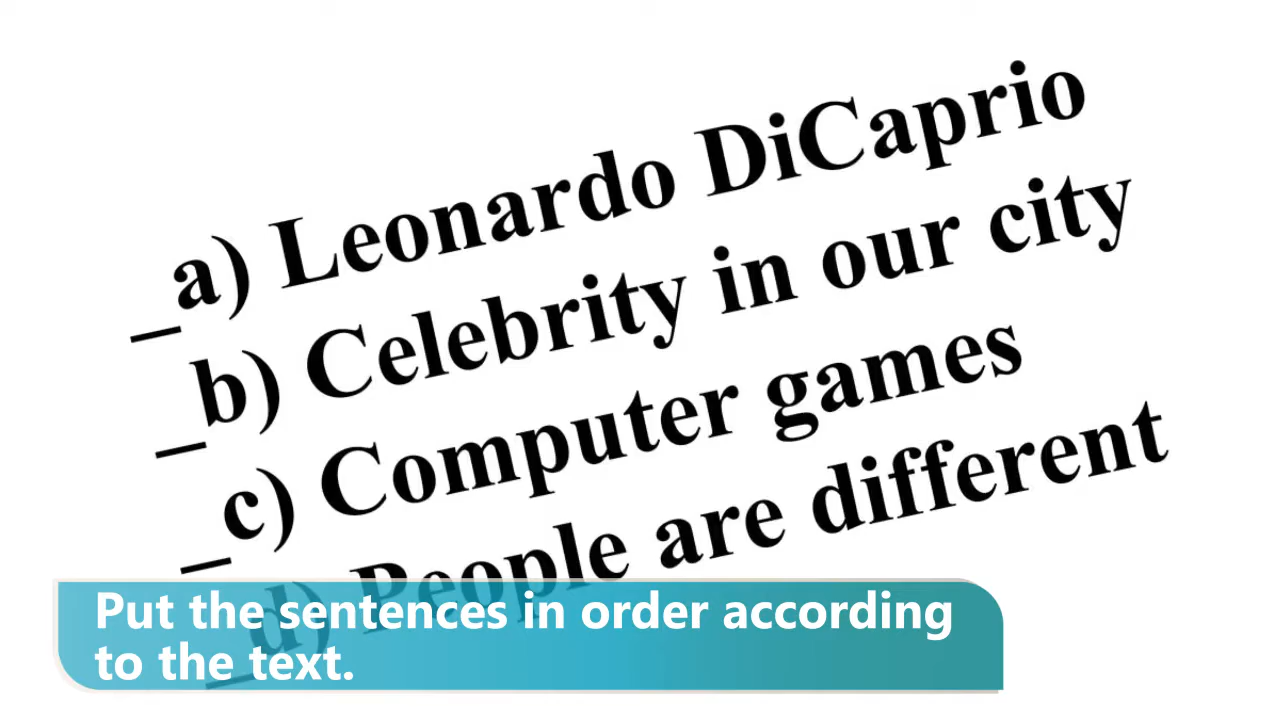 _a) Leonardo DiCaprio
_b) Celebrity in our city
_c) Computer games
_d) People are different
Put the sentences in order according
to the text.